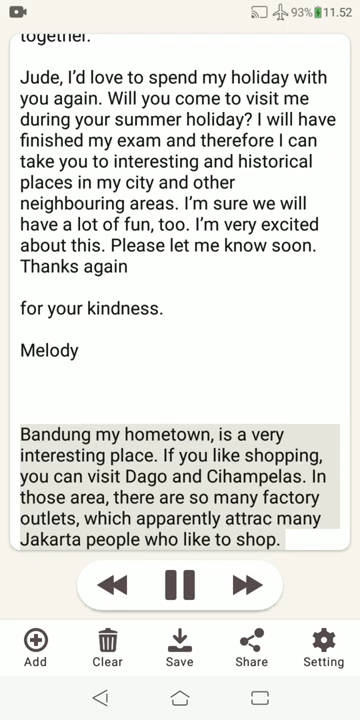 93% 11.52
together.
Jude, I'd love to spend my holiday with
you again. Will you come to visit me
during your summer holiday? I will have
finished my exam and therefore I can
take you to interesting and historical
places in my city and other
neighbouring areas. I'm sure we will
have a lot of fun, too. I'm very excited
about this. Please let me know soon.
Thanks again
for your kindness.
Melody
Bandung my hometown, is a very
interesting place. If you like shopping,
you can visit Dago and Cihampelas. In
those area, there are so many factory
outlets, which apparently attrac many
Jakarta people who like to shop.
Add Clear Save Share Setting